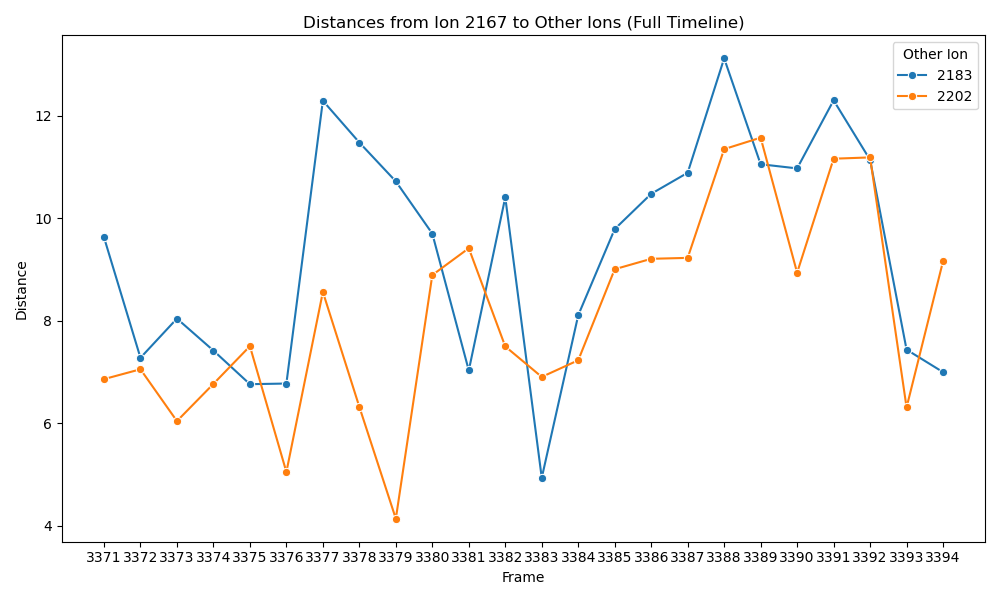 Distances from Ion 2167 to Other Ions (Full Timeline)
Other Ion
2183
2202
Distance
12
10
8
6
4
3371 3372 3373 3374 3375 3376 3377 3378 3379 3380 3381 3382 3383 3384 3385 3386 3387 3388 3389 3390 3391 3392 3393 3394
Frame